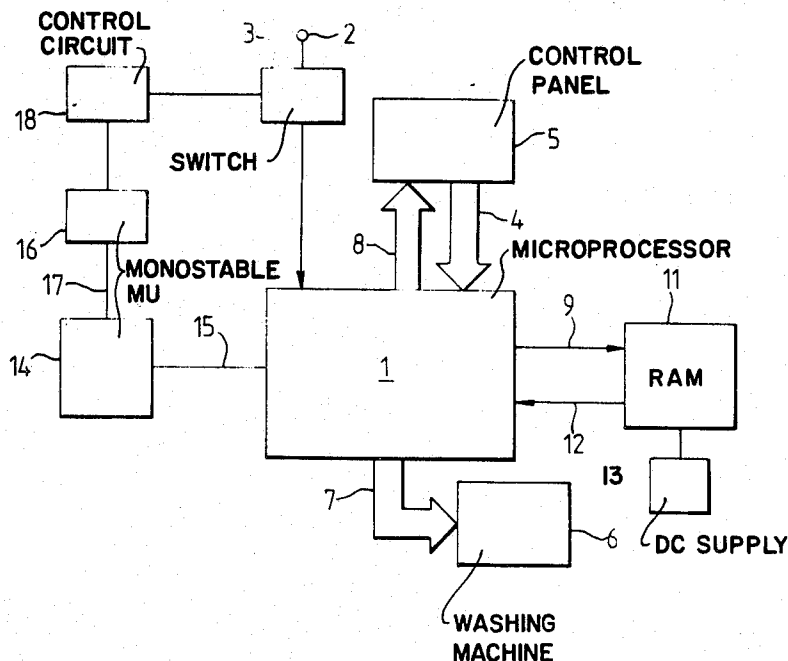 CONTROL
CIRCUIT
3
2
18
SWITCH
CONTROL
PANEL
5
16
8
4
MICROPROCESSOR
17
MONOSTABLE
MU
11
14
15
1
9
RAM
12
7
13
6
DC SUPPLY
WASHING
MACHINE